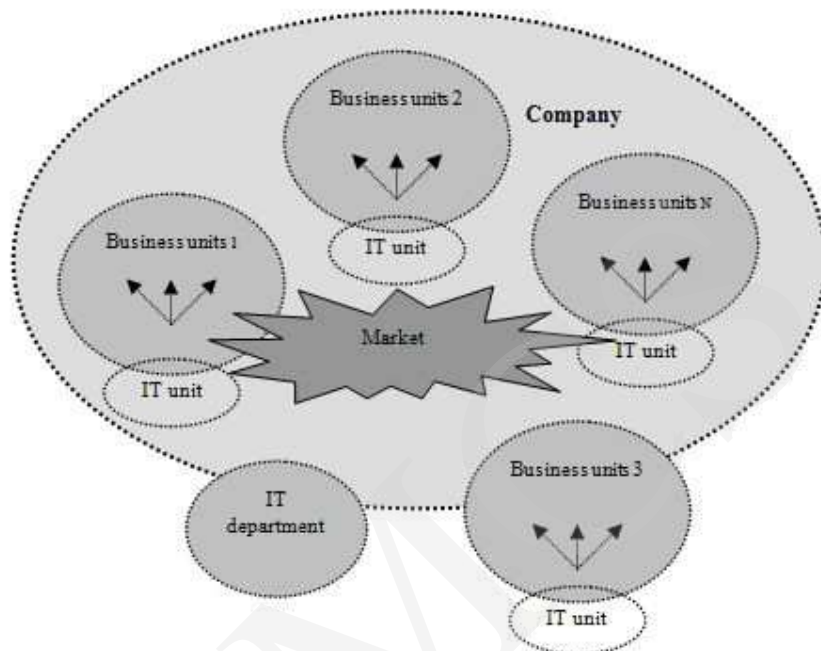 Business units 2
Company
Business units N
Business units 1
IT unit
Market
IT unit
IT unit
Business units 3
IT
department
IT unit